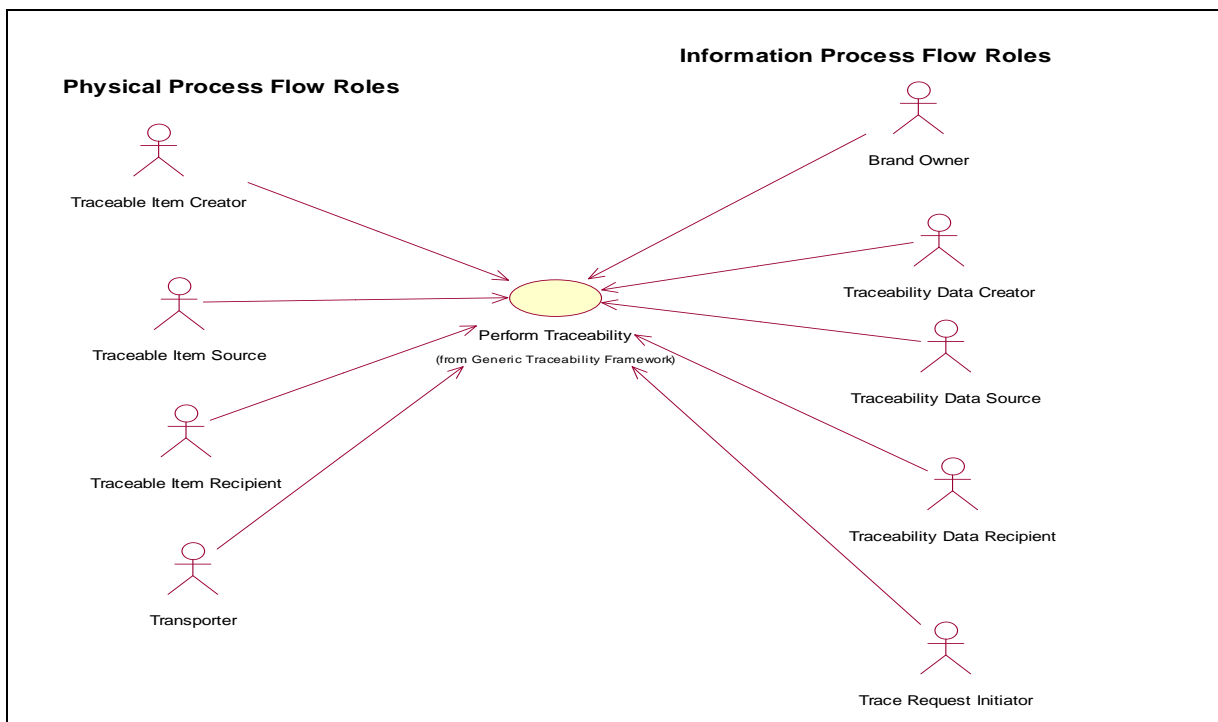 Physical Process Flow Roles
Traceable Item Creator
Traceable Item Source
Traceable Item Recipient
Transporter
Perform Traceability
(from Generic Traceability Framework)
Information Process Flow Roles
Brand Owner
Traceability Data Creator
Traceability Data Source
Traceability Data Recipient
Trace Request Initiator